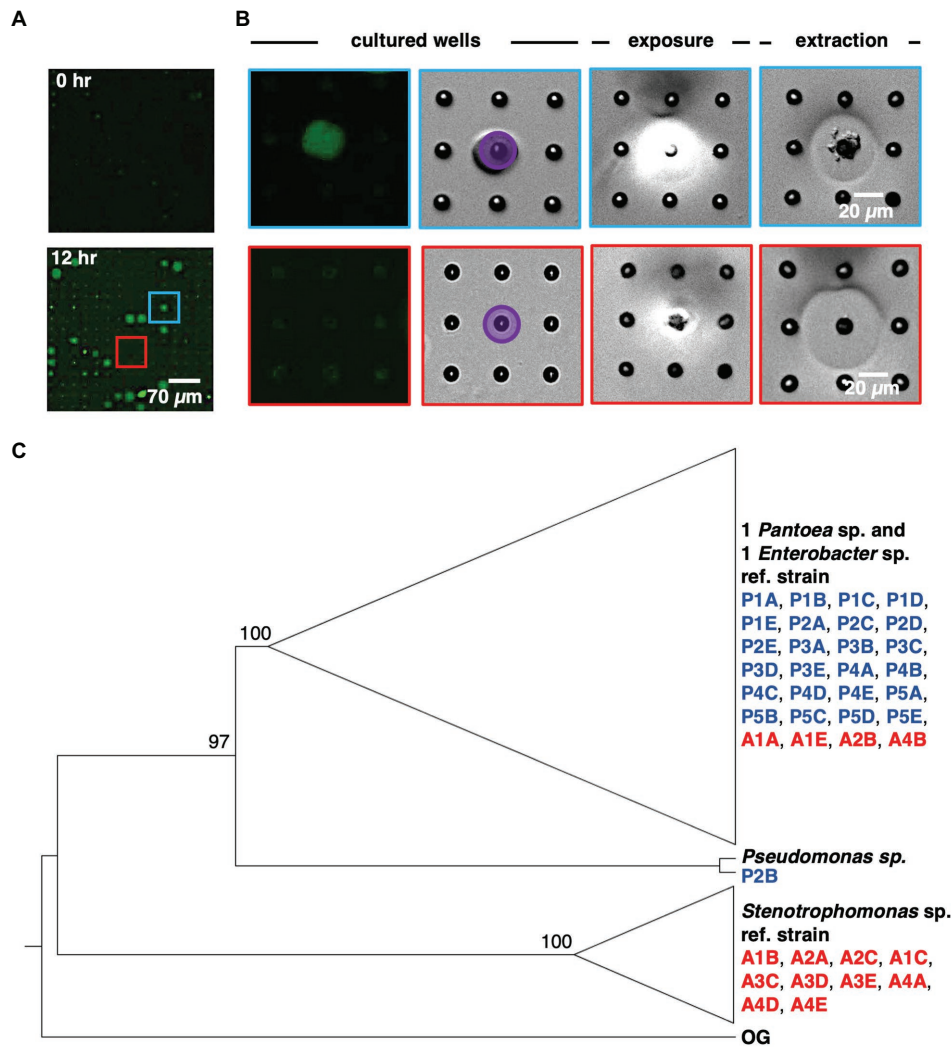 A
B
cultured wells
exposure
extraction
0 hr
12 hr
70 µm
20 µm
20 µm
C
100
97
100
1 Pantoea sp. and
1 Enterobacter sp.
ref. strain
P1A, P1B, P1C, P1D,
P1E, P2A, P2C, P2D,
P2E, P3A, P3B, P3C,
P3D, P3E, P4A, P4B,
P4C, P4D, P4E, P5A,
P5B, P5C, P5D, P5E,
A1A, A1E, A2B, A4B
Pseudomonas sp.
P2B
Stenotrophomonas sp.
ref. strain
A1B, A2A, A2C, A1C,
A3C, A3D, A3E, A4A,
A4D, A4E
OG